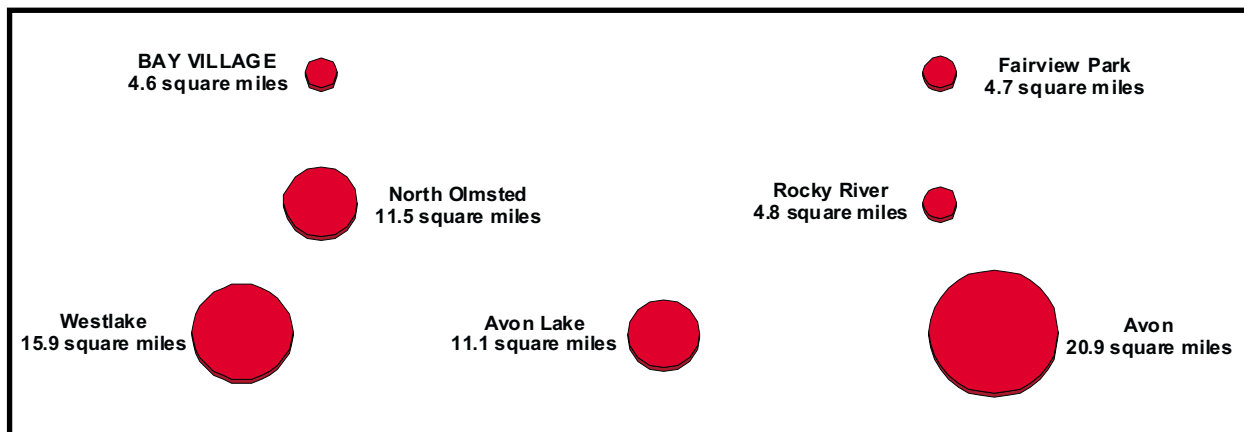 BAY VILLAGE
4.6 square miles
Fairview Park
4.7 square miles
North Olmsted
11.5 square miles
Rocky River
4.8 square miles
Westlake
15.9 square miles
Avon Lake
11.1 square miles
Avon
20.9 square miles